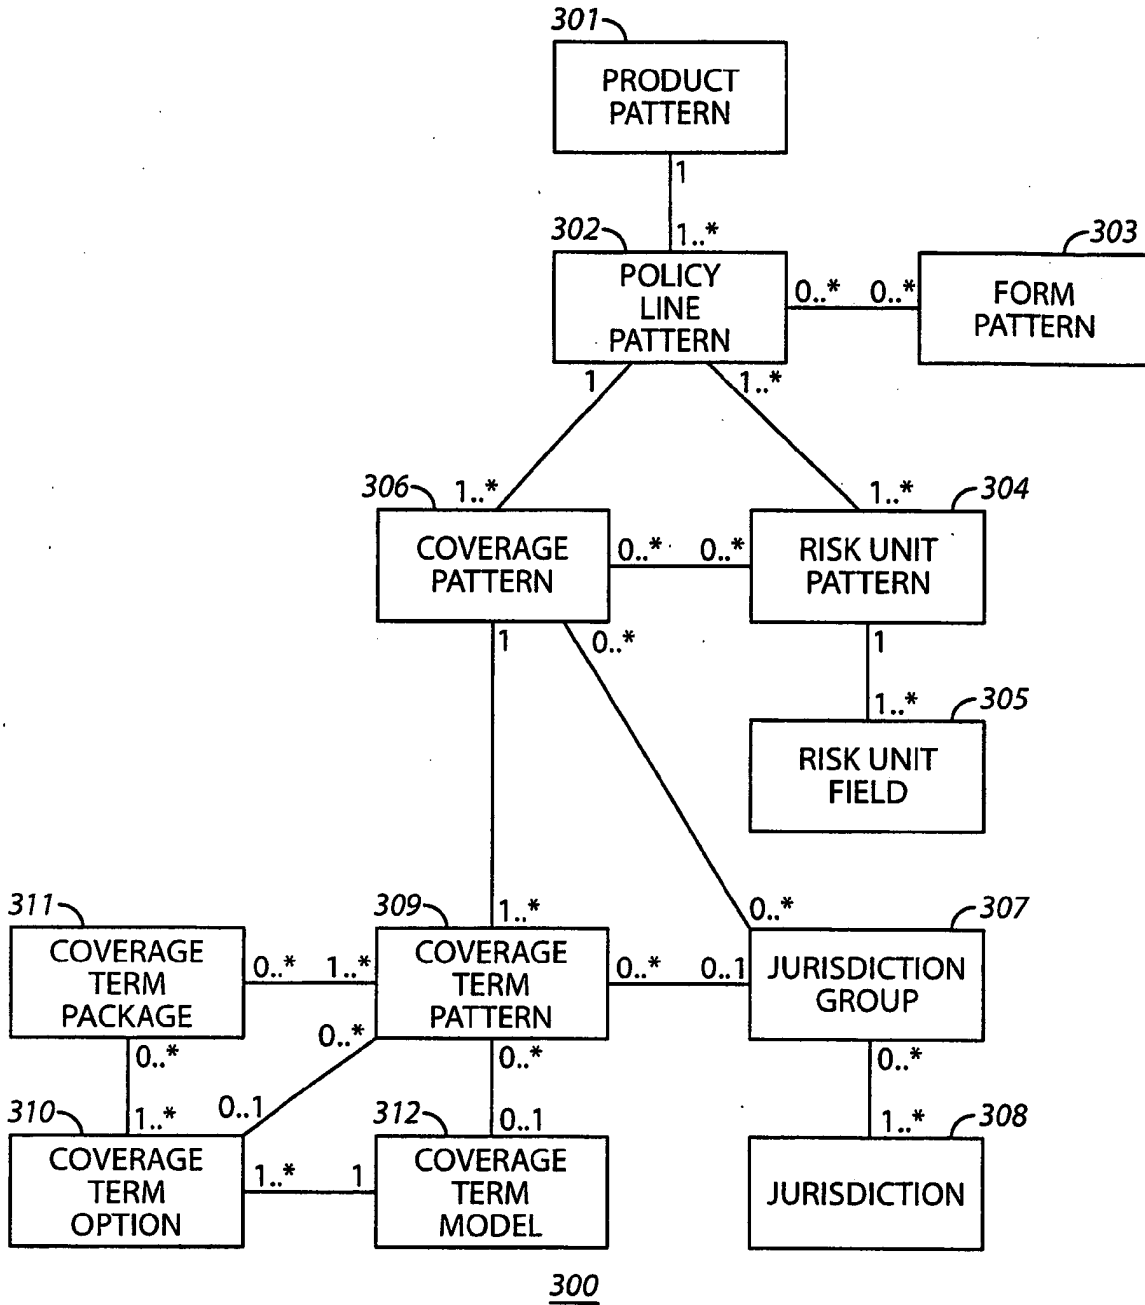 301
PRODUCT
PATTERN
1
302
1..*
303
POLICY
LINE
PATTERN
0..* 0..*
FORM
PATTERN
1
1..*
306
1..*
1..*
304
COVERAGE
PATTERN
0..* 0..*
RISK UNIT
PATTERN
1
0..*
1
1..*
305
RISK UNIT
FIELD
311
309
1..*
0..*
307
COVERAGE
TERM
PACKAGE
0..* 1..*
COVERAGE
TERM
PATTERN
0..* 0..1
JURISDICTION
GROUP
0..*
0..*
0..*
0..*
310
1..*
0..1
312
0..1
1..*
308
COVERAGE
TERM
OPTION
1..* 1
COVERAGE
TERM
MODEL
JURISDICTION
300